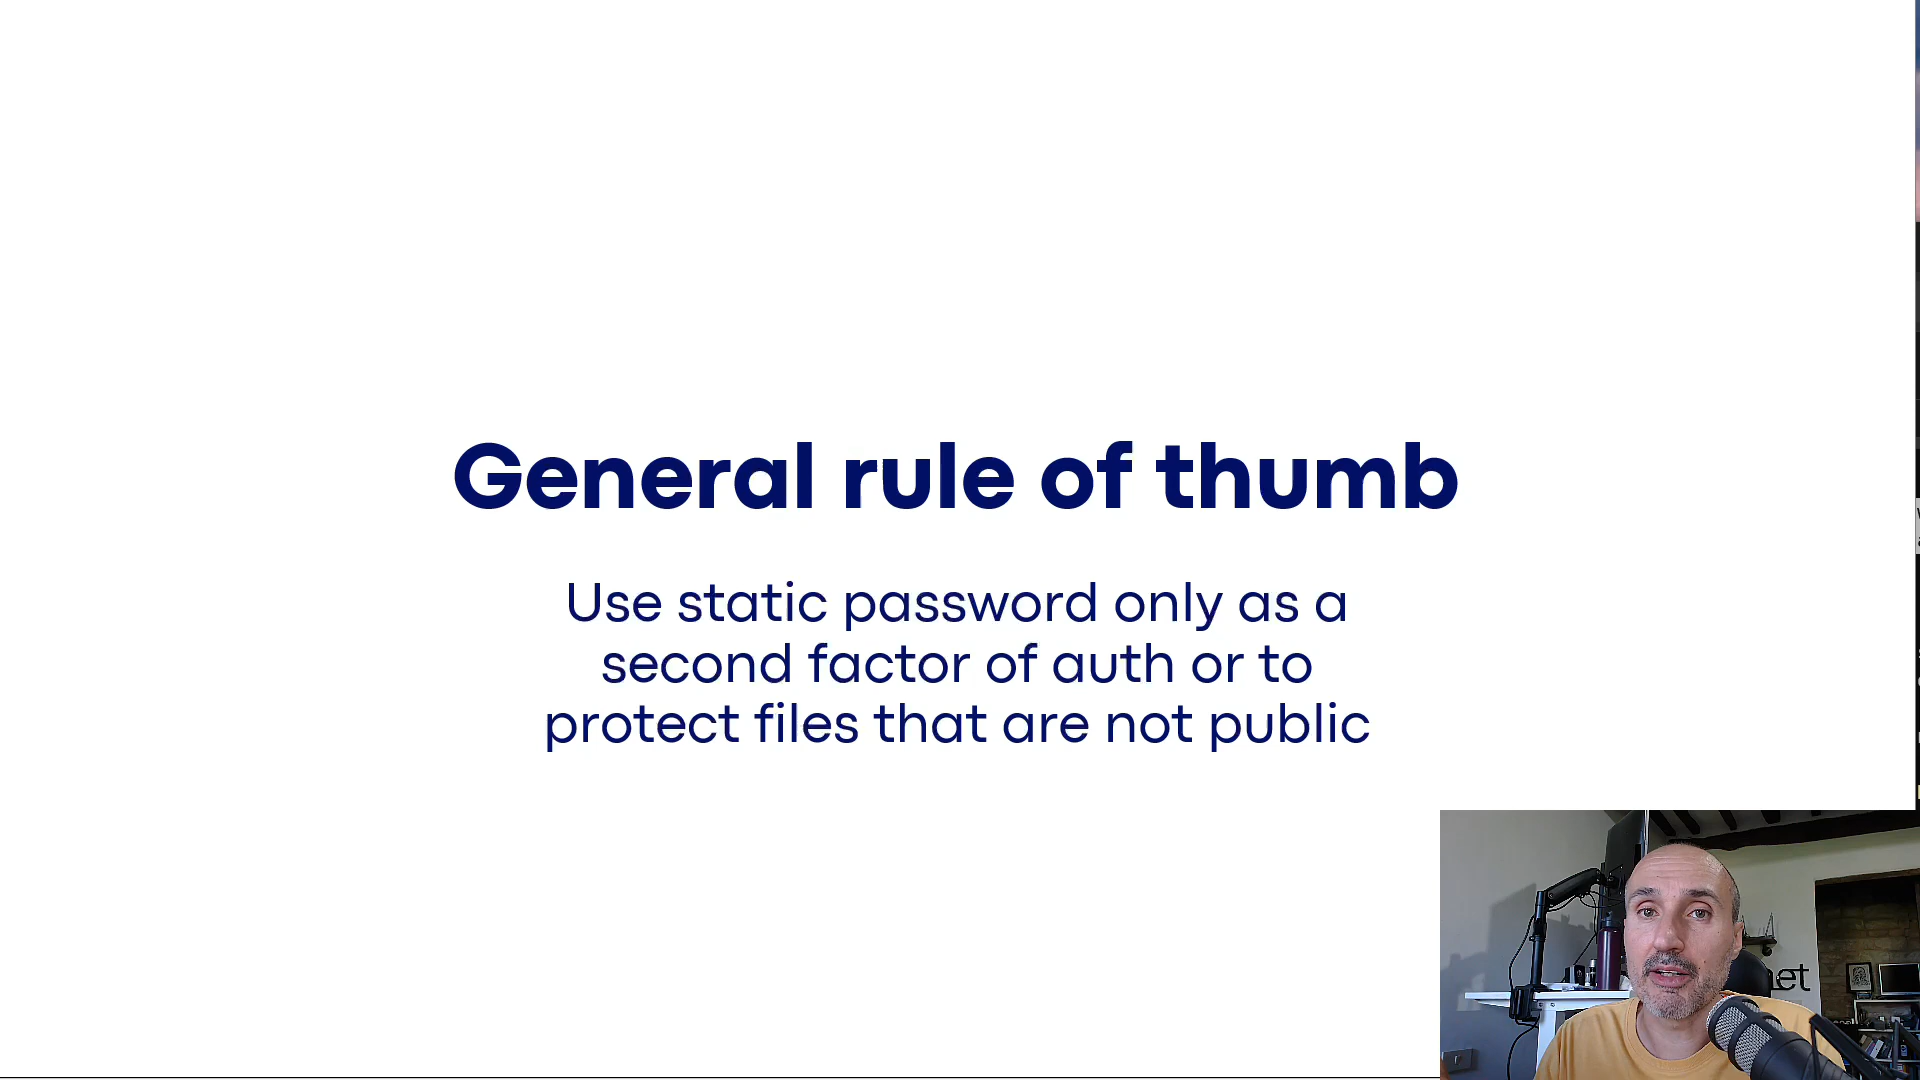 General rule of thumb
Use static password only as a
second factor of auth or to
protect files that are not public